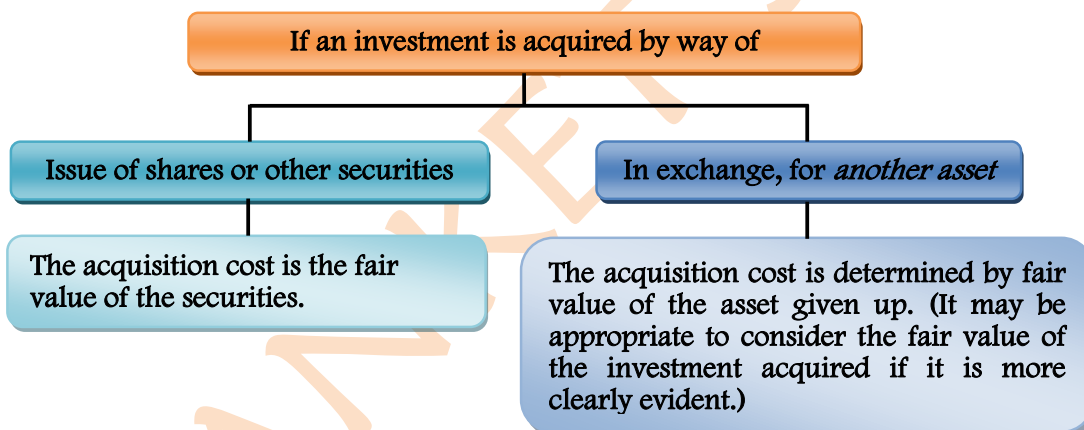 If an investment is acquired by way of
Issue of shares or other securities
In exchange, for another asset
The acquisition cost is the fair
value of the securities.
The acquisition cost is determined by fair
value of the asset given up. (It may be
appropriate to consider the fair value of
the investment acquired if it is more
clearly evident.)